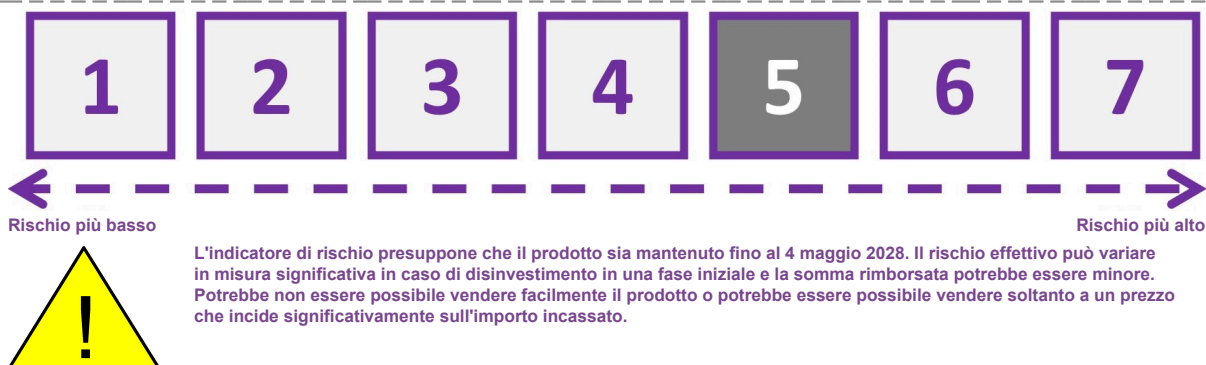 1 2 3 4 5 6 7
Rischio più basso Rischio più alto
L'indicatore di rischio presuppone che il prodotto sia mantenuto fino al 4 maggio 2028. Il rischio effettivo può variare
in misura significativa in caso di disinvestimento in una fase iniziale e la somma rimborsata potrebbe essere minore.
Potrebbe non essere possibile vendere facilmente il prodotto o potrebbe essere possibile vendere soltanto a un prezzo
che incide significativamente sull'importo incassato.
!